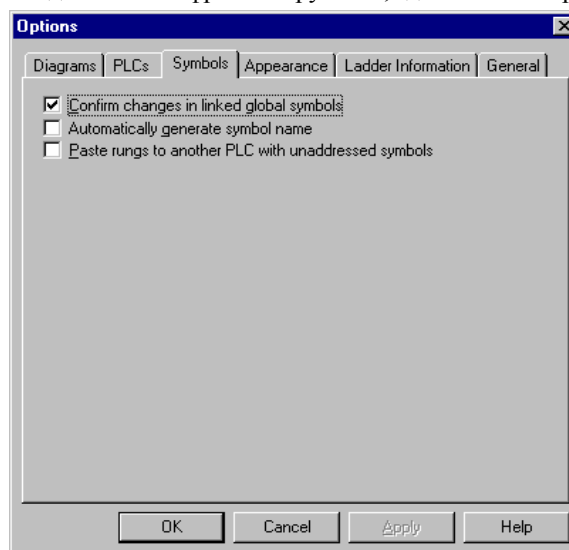 Options
Diagrams PLCs Symbols Appearance Ladder Information General
Confirm changes in linked global symbols
Automatically generate symbol name
Paste rungs to another PLC with unaddressed symbols
OK Cancel Apply Help